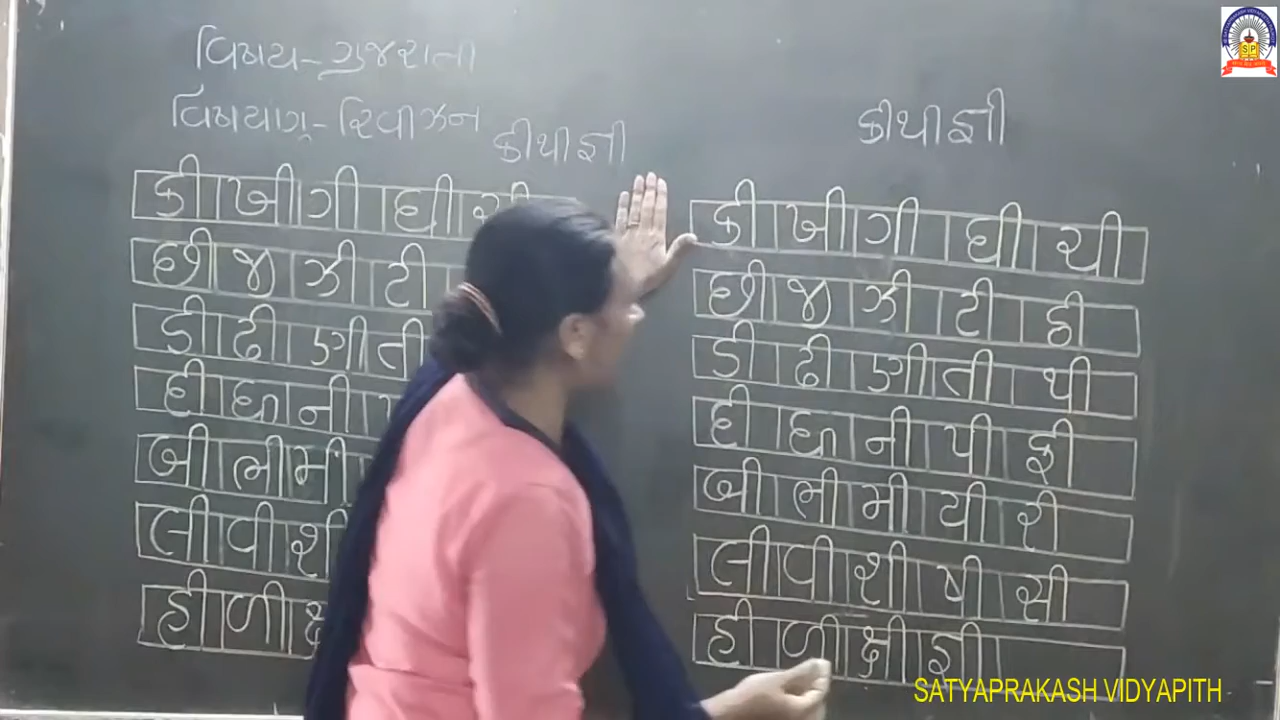 વિષય - ગુજરાતી
વિષયાંગ - રિવીઝન
કીથીજ્ઞી
કી ખી ગી ઘી ચી
છી જી ઝી ટી
ડી ઢી ણી તી
દી ધી ની
બી ભી મી
લી વી શી
હી ળી
કીથીજ્ઞી
કી ખી ગી ઘી ચી
છી જી ઝી ટી ઠી
ડી ઢી ણી તી થી
દી ધી ની પી ફી
બી ભી મી યી રી
લી વી શી ષી સી
હી ળી ક્ષી જ્ઞી
SATYAPRAKASH VIDYAPITH